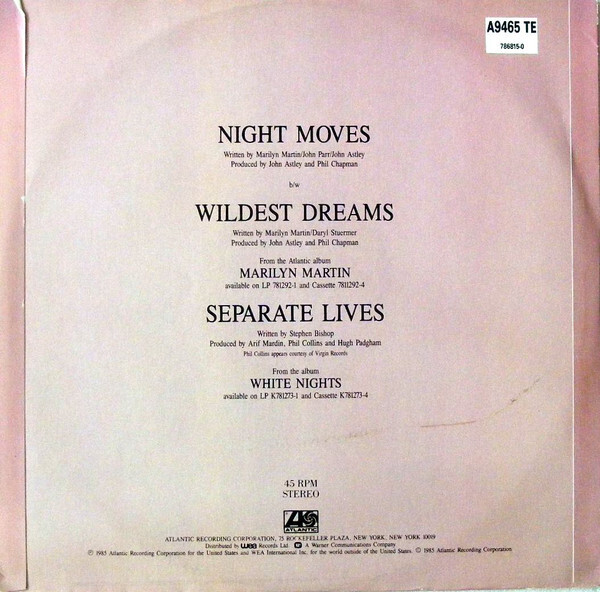 A9465 TE
786815-0
NIGHT MOVES
Written by Marilyn Martin/John Parr/John Astley
Produced by John Astley and Phil Chapman
b/w
WILDEST DREAMS
Written by Marilyn Martin/Daryl Stuermer
Produced by John Astley and Phil Chapman
From the Atlantic album
MARILYN MARTIN
available on LP 781292-1 and Cassette 7811292-4
SEPARATE LIVES
Written by Stephen Bishop
Produced by Arif Mardin, Phil Collins and Hugh Padgham
Phil Collins appears courtesy of Virgin Records
From the album
WHITE NIGHTS
available on LP K781273-1 and Cassette K781273-4
45 RPM
STEREO
ATLANTIC
ATLANTIC RECORDING CORPORATION, 75 ROCKEFELLER PLAZA, NEW YORK, NEW YORK 10019
Distributed by wea Records Ltd. A Warner Communications Company
℗ 1985 Atlantic Recording Corporation for the United States and WEA International Inc. for the world outside of the United States. © 1985 Atlantic Recording Corporation